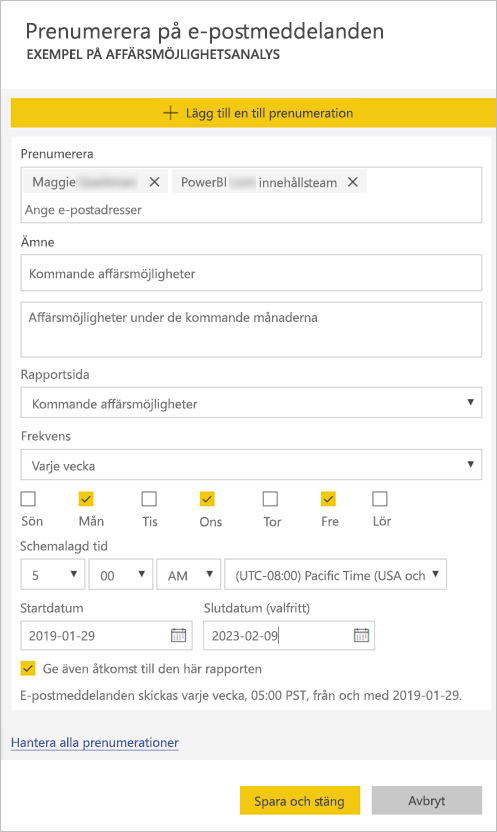 Prenumerera på e-postmeddelanden
EXEMPEL PÅ AFFÄRSMÖJLIGHETSANALYS
Lägg till en till prenumeration
Prenumerera
Maggie PowerBI innehållsteam
Ange e-postadresser
Ämne
Kommande affärsmöjligheter
Affärsmöjligheter under de kommande månaderna
Rapportsida
Kommande affärsmöjligheter
Frekvens
Varje vecka
Sön Mån Tis Ons Tor Fre Lör
Schemalagd tid
5 00 AM (UTC-08:00) Pacific Time (USA och
Startdatum Slutdatum (valfritt)
2019-01-29 2023-02-09
Ge även åtkomst till den här rapporten
E-postmeddelanden skickas varje vecka, 05:00 PST, från och med 2019-01-29.
Hantera alla prenumerationer
Spara och stäng Avbryt